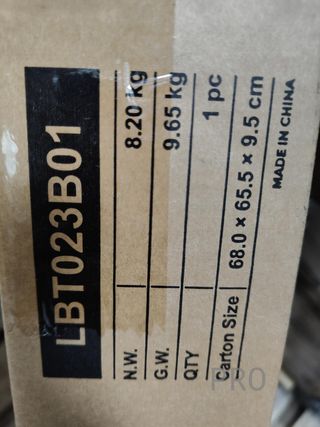 LBT023B01
N.W. 8.20 kg
G.W. 9.65 kg
QTY 1 pc
Carton Size 68.0 × 65.5 × 9.5 cm
MADE IN CHINA
PRO